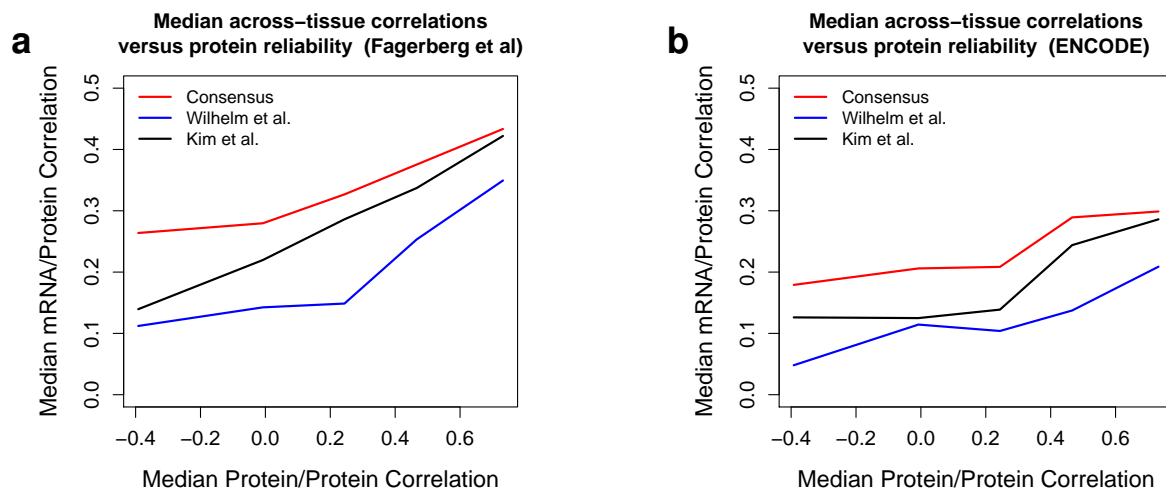 a
Median across−tissue correlations
versus protein reliability (Fagerberg et al)
Median mRNA/Protein Correlation
0.5
0.4
0.3
0.2
0.1
0.0
Consensus
Wilhelm et al.
Kim et al.
−0.4 −0.2 0.0 0.2 0.4 0.6
Median Protein/Protein Correlation
b
Median across−tissue correlations
versus protein reliability (ENCODE)
Median mRNA/Protein Correlation
0.5
0.4
0.3
0.2
0.1
0.0
Consensus
Wilhelm et al.
Kim et al.
−0.4 −0.2 0.0 0.2 0.4 0.6
Median Protein/Protein Correlation